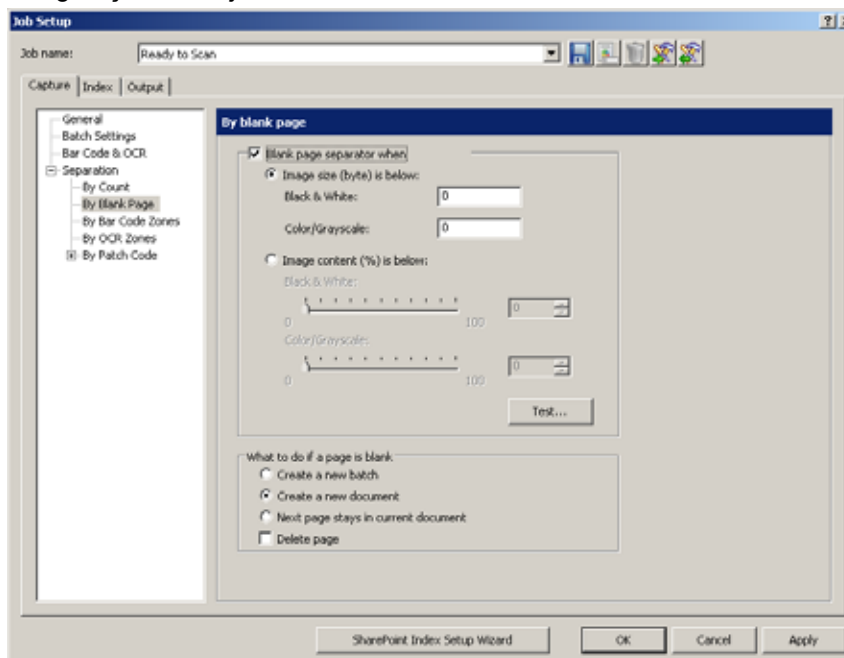 Job Setup
Job name: Ready to Scan
Capture Index Output
General
Batch Settings
Bar Code & OCR
Separation
By Count
By Blank Page
By Bar Code Zones
By OCR Zones
By Patch Code
By blank page
Blank page separator when
Image size (byte) is below:
Black & White: 0
Color/Grayscale: 0
Image content (%) is below:
Black & White:
0 100 0
Color/Grayscale:
0 100 0
Test...
What to do if a page is blank
Create a new batch
Create a new document
Next page stays in current document
Delete page
SharePoint Index Setup Wizard OK Cancel Apply